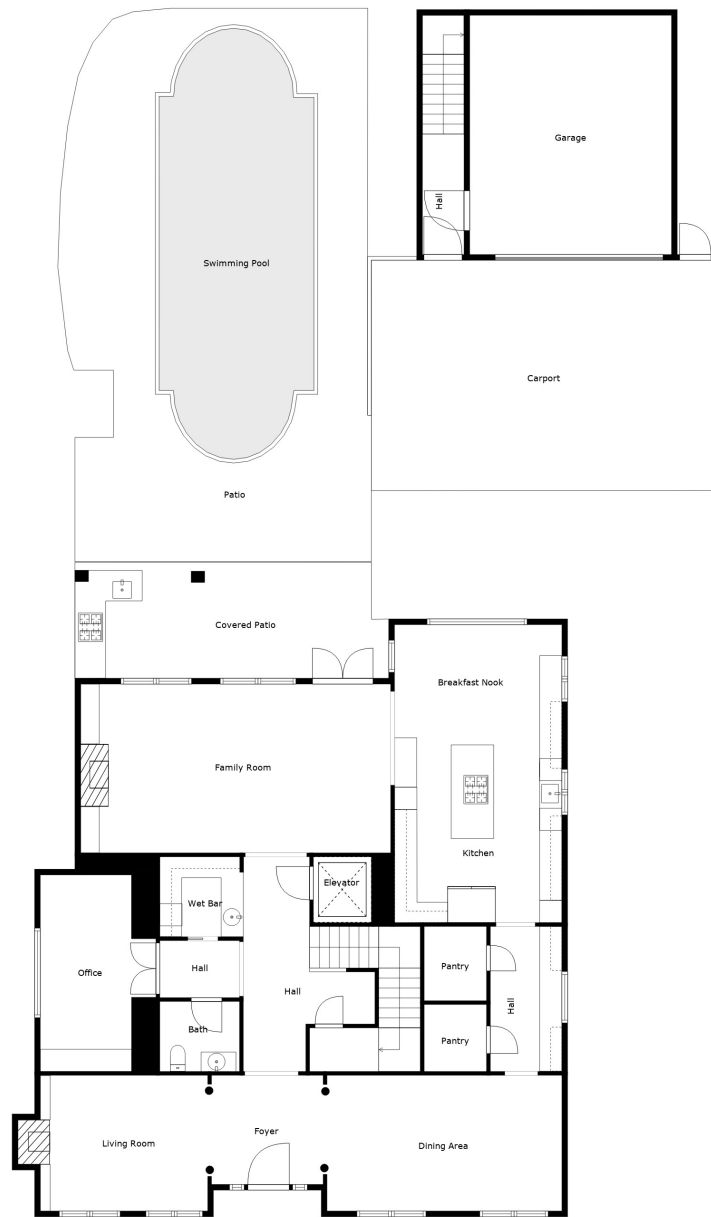 Garage
Hall
Swimming Pool
Carport
Patio
Covered Patio
Breakfast Nook
Family Room
Kitchen
Elevator
Wet Bar
Pantry
Hall
Office
Hall
Hall
Bath
Pantry
Foyer
Living Room
Dining Area